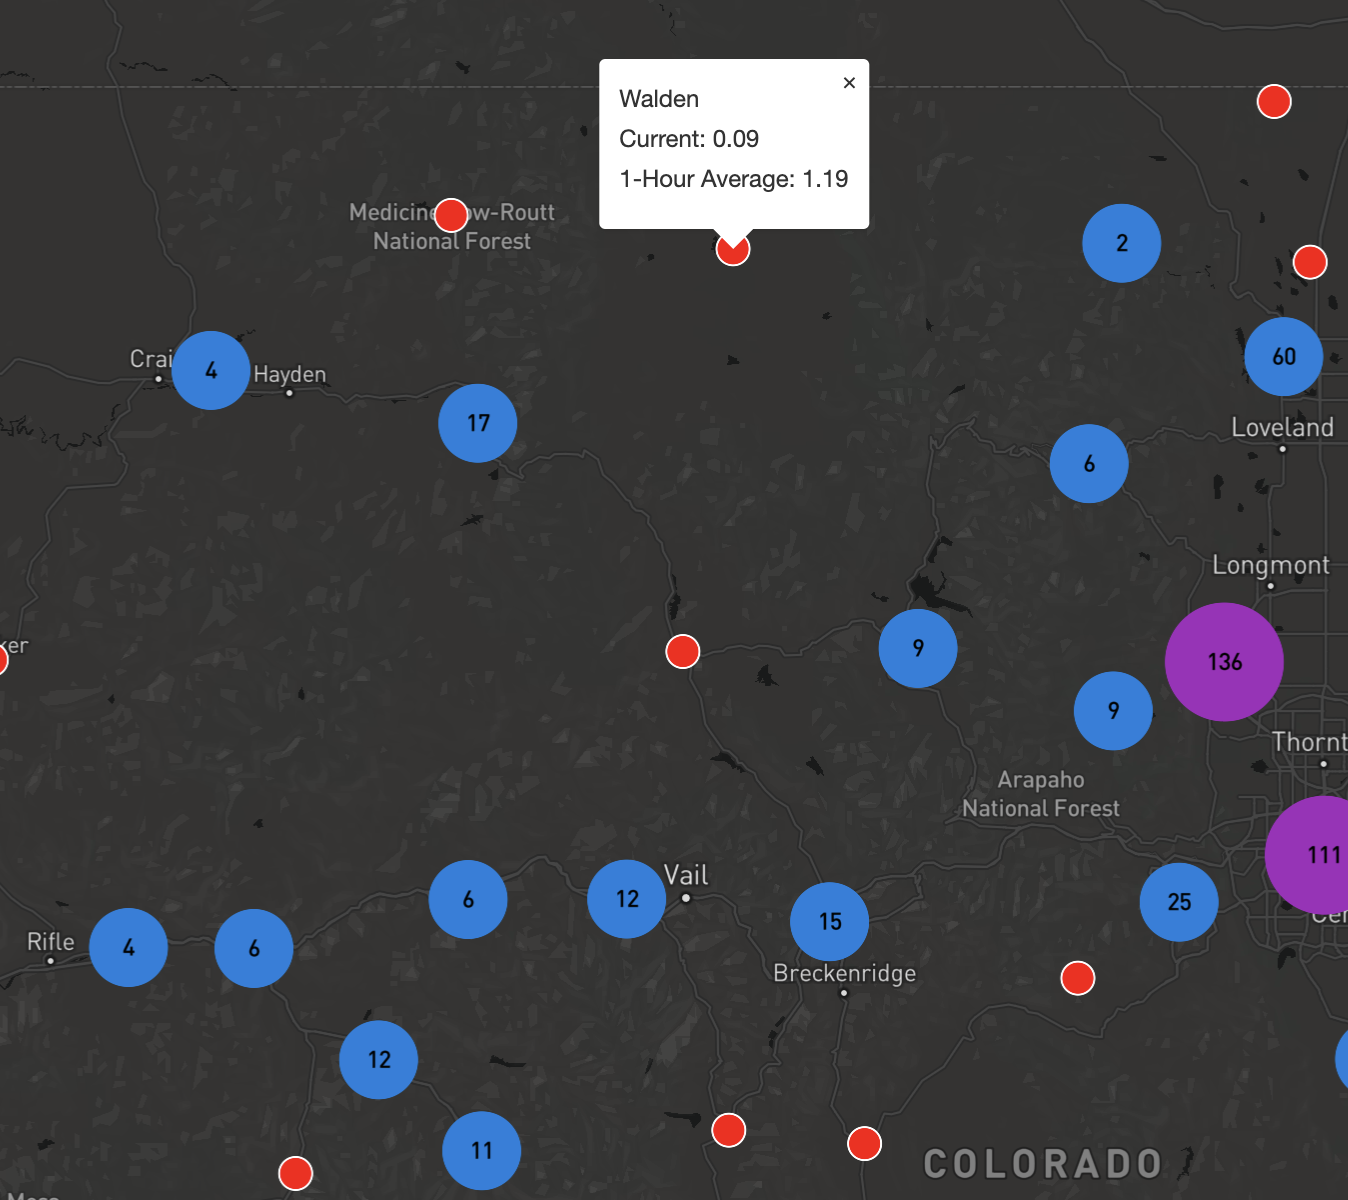 Walden
×
Current: 0.09
1-Hour Average: 1.19
National Forest
2
60
4
Hayden
17
Loveland
6
Longmont
9
136
9
Arapaho
National Forest
111
Vail
6
12
15
25
Rifle
4
6
Breckenridge
12
11
COLORADO